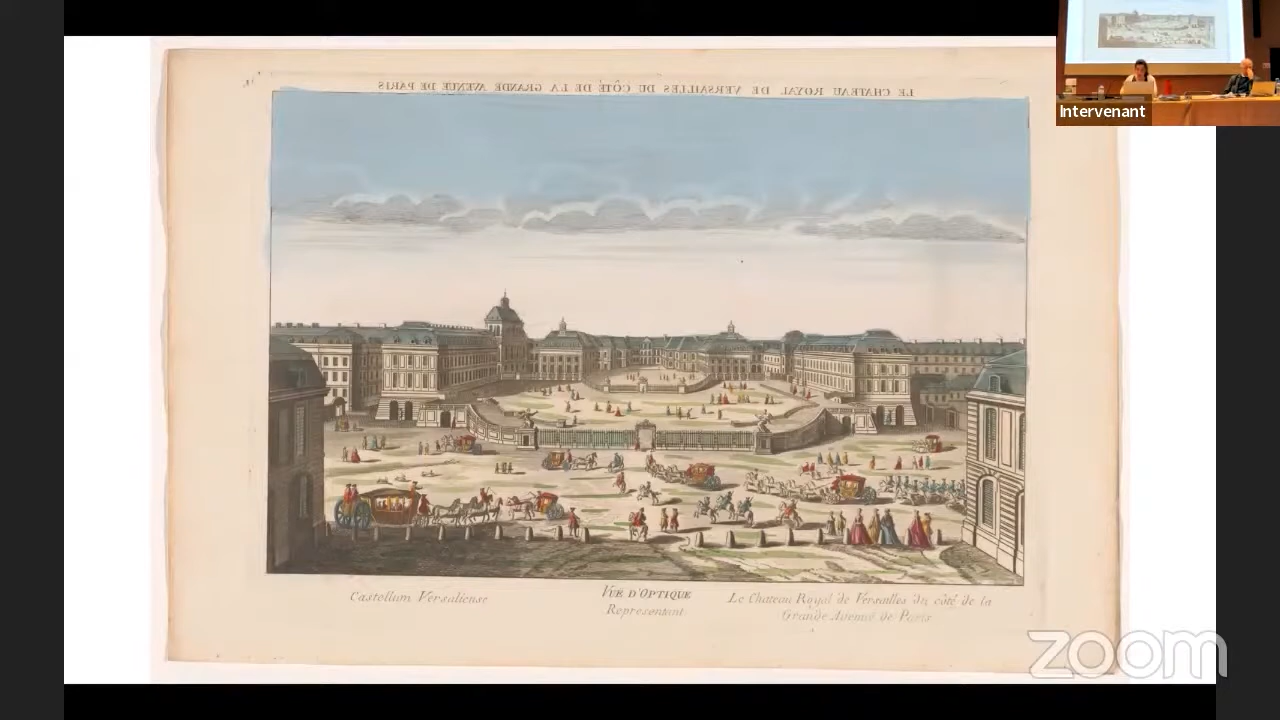 LE CHATEAU ROYAL DE VERSAILLES DU CÔTÉ DE LA GRANDE AVENUE DE PARIS
Intervenant
Castellum Versaliense
VUE D'OPTIQUE
Representant
Le Chateau Royal de Versailles du côté de la
Grande Avenue de Paris
zoom